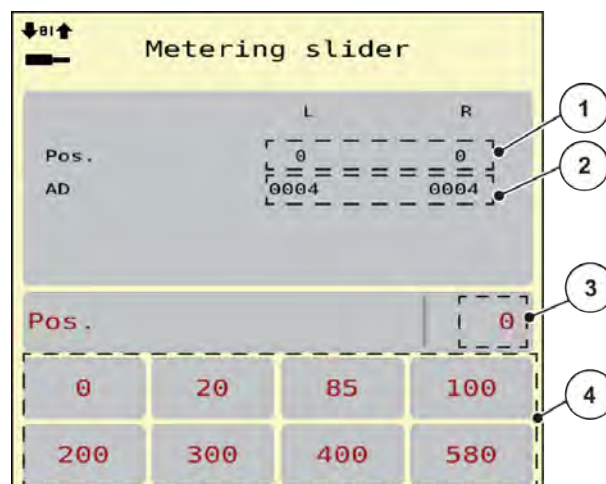 BI
Metering slider
L R
Pos. 0 0 1
AD 0004 0004 2
Pos. 0 3
0 20 85 100
4
200 300 400 580